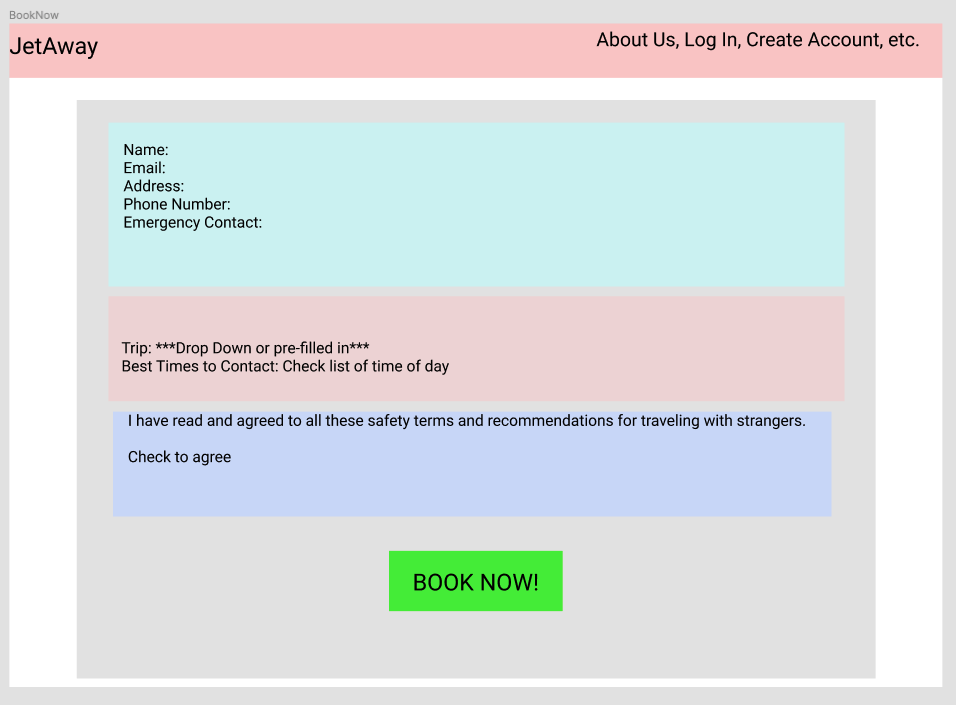 BookNow
JetAway
About Us, Log In, Create Account, etc.
Name:
Email:
Address:
Phone Number:
Emergency Contact:
Trip: ***Drop Down or pre-filled in***
Best Times to Contact: Check list of time of day
I have read and agreed to all these safety terms and recommendations for traveling with strangers.
Check to agree
BOOK NOW!